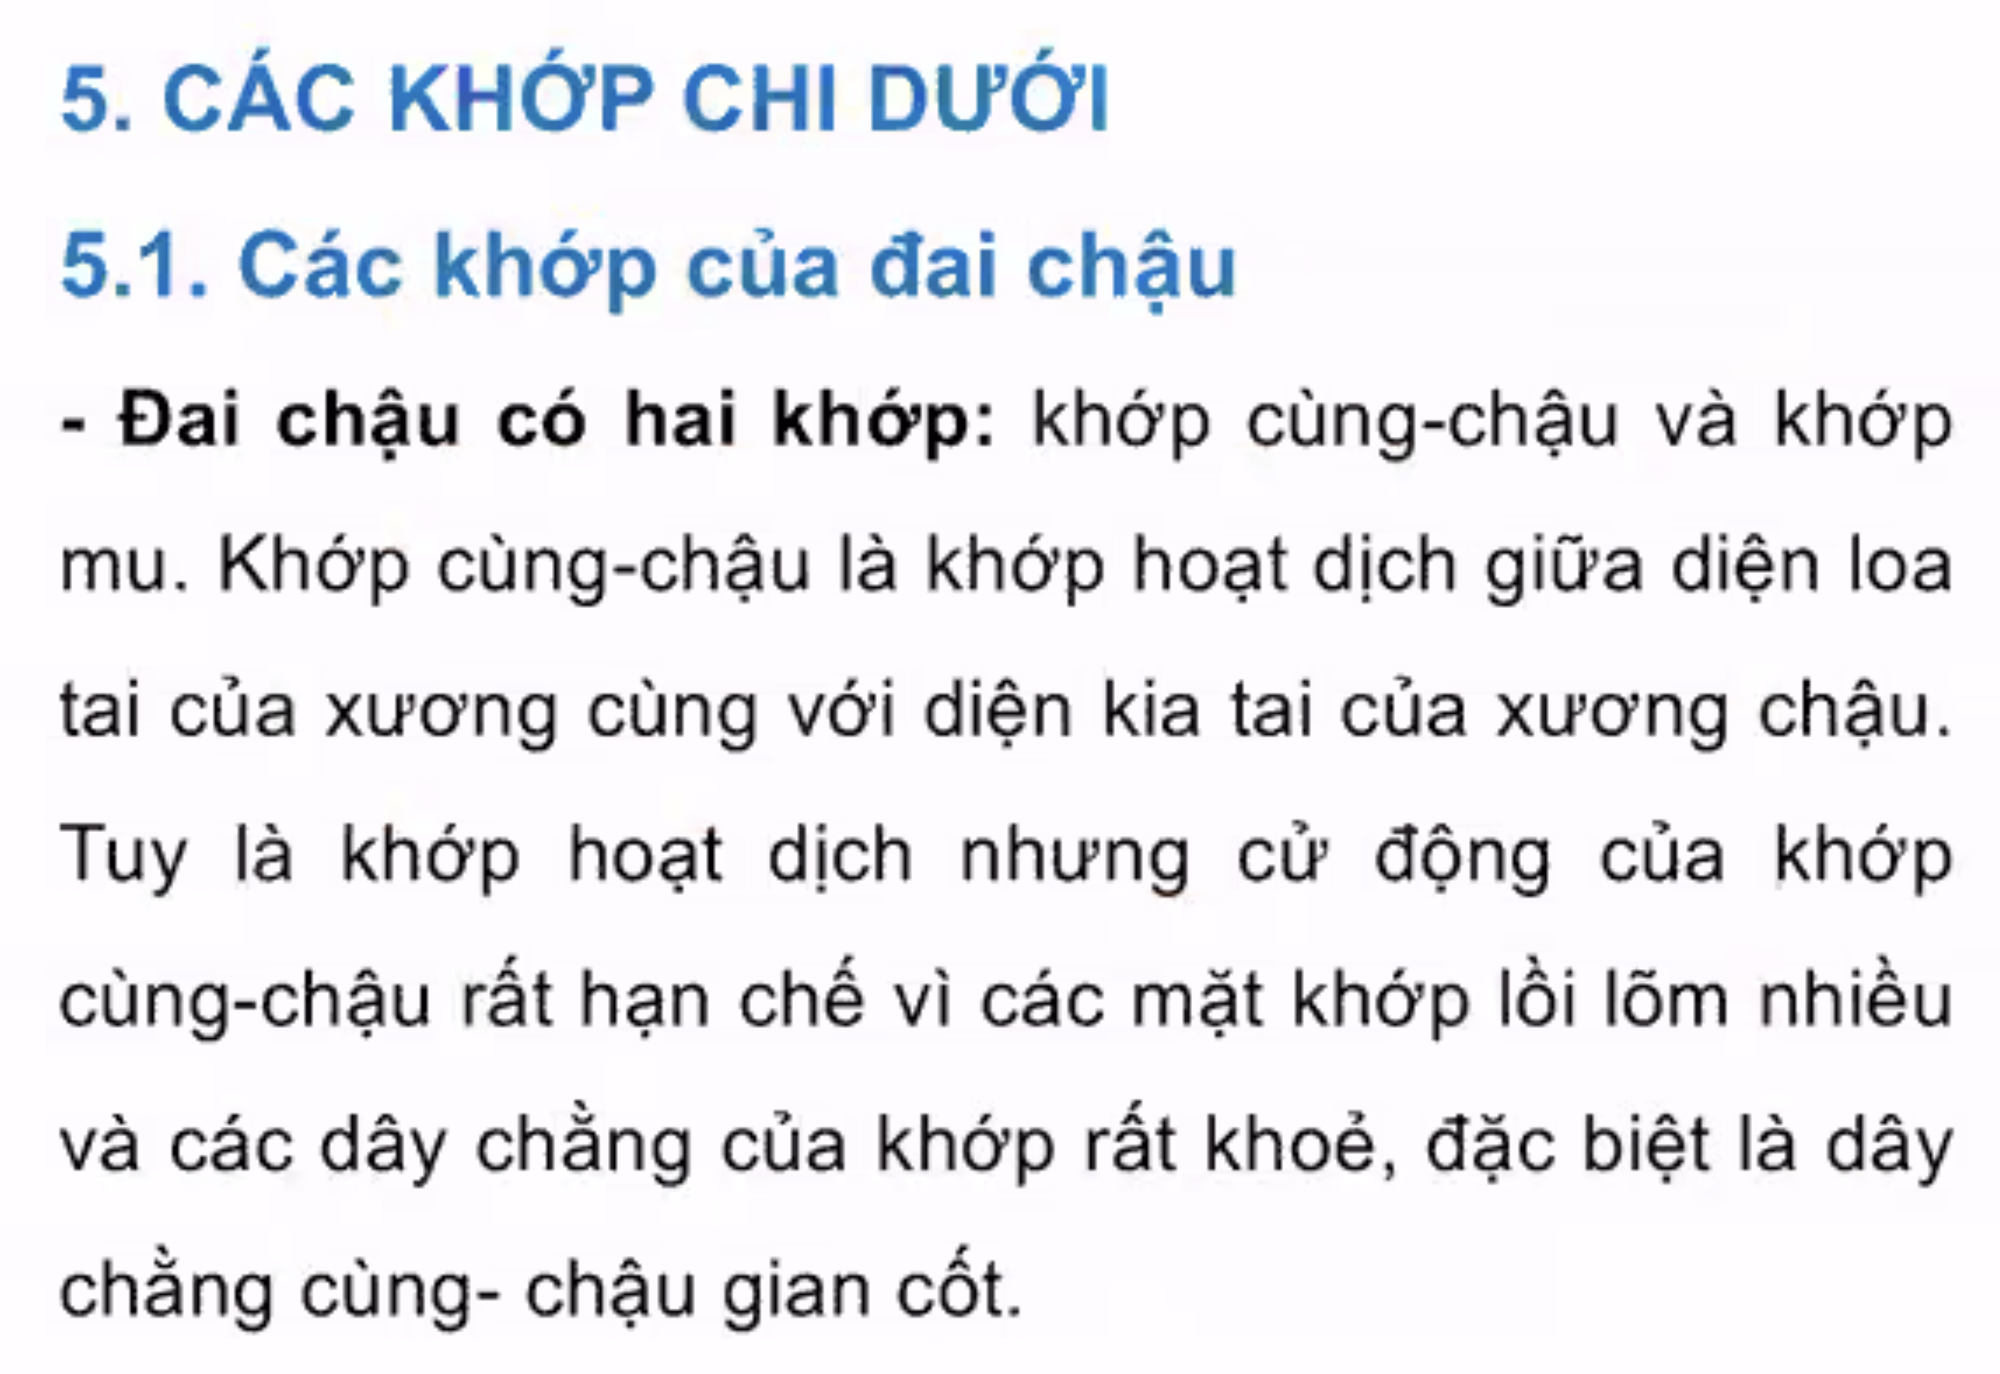 5. CÁC KHỚP CHI DƯỚI
5.1. Các khớp của đai chậu
- Đai chậu có hai khớp: khớp cùng-chậu và khớp
mu. Khớp cùng-chậu là khớp hoạt dịch giữa diện loa
tai của xương cùng với diện kia tai của xương chậu.
Tuy là khớp hoạt dịch nhưng cử động của khớp
cùng-chậu rất hạn chế vì các mặt khớp lồi lõm nhiều
và các dây chằng của khớp rất khoẻ, đặc biệt là dây
chằng cùng- chậu gian cốt.